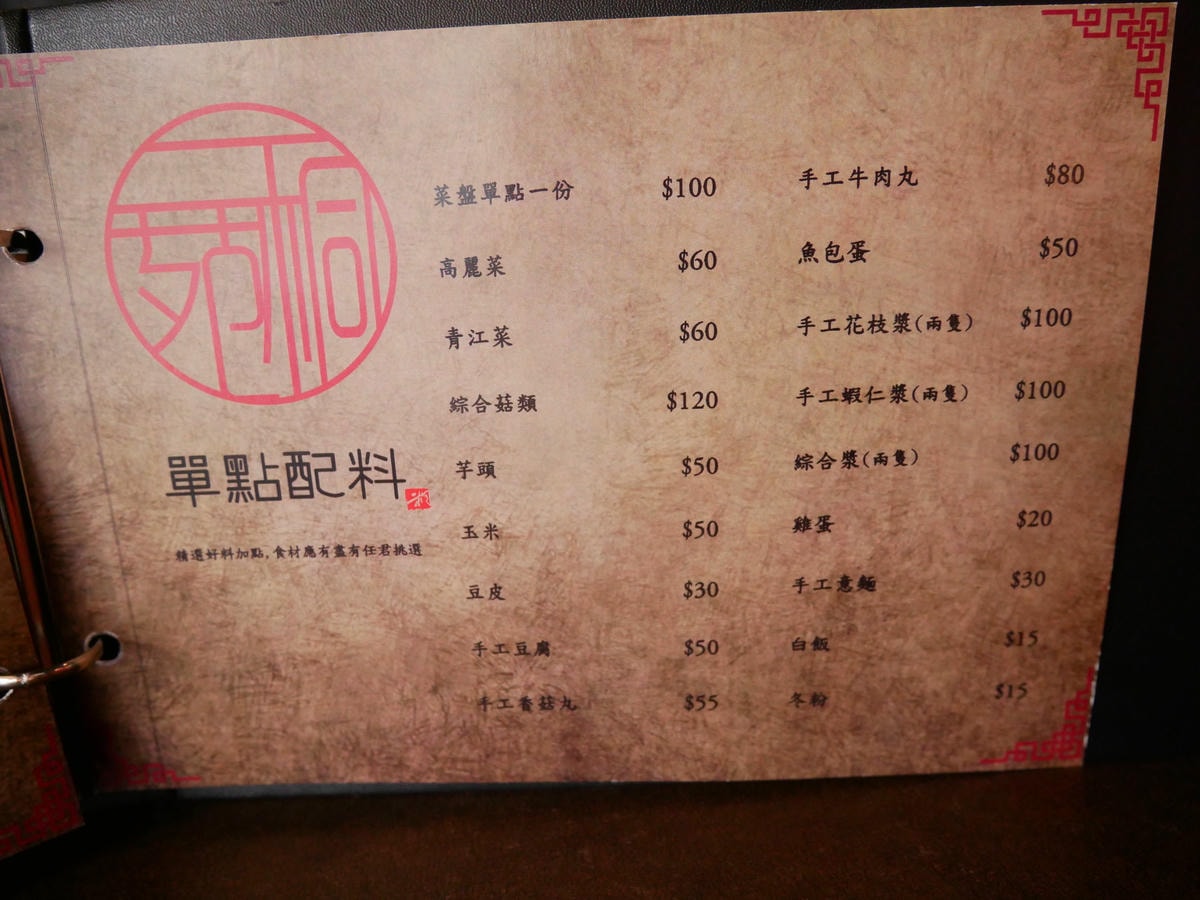 單點配料
精選好料加點,食材應有盡有任君挑選
菜盤單點一份 $100
高麗菜 $60
青江菜 $60
綜合菇類 $120
芋頭 $50
玉米 $50
豆皮 $30
手工豆腐 $50
手工香菇丸 $55
手工牛肉丸 $80
魚包蛋 $50
手工花枝漿(兩隻) $100
手工蝦仁漿(兩隻) $100
綜合漿(兩隻) $100
雞蛋 $20
手工意麵 $30
白飯 $15
冬粉 $15